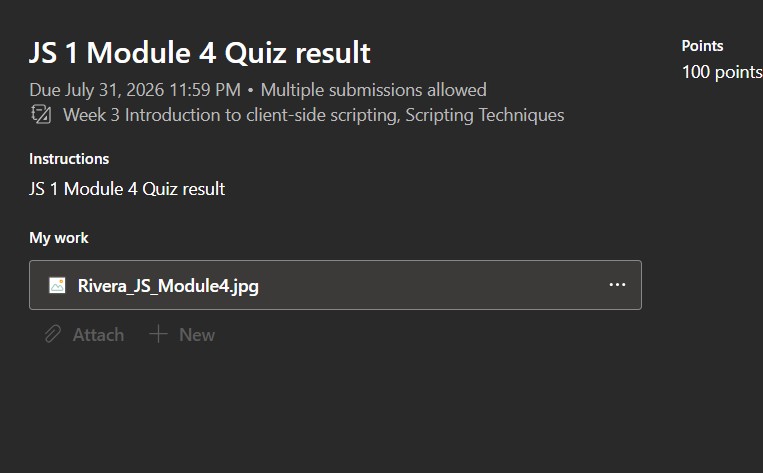 JS 1 Module 4 Quiz result
Points
Due July 31, 2026 11:59 PM • Multiple submissions allowed
100 points
Week 3 Introduction to client-side scripting, Scripting Techniques
Instructions
JS 1 Module 4 Quiz result
My work
Rivera_JS_Module4.jpg
Attach
New